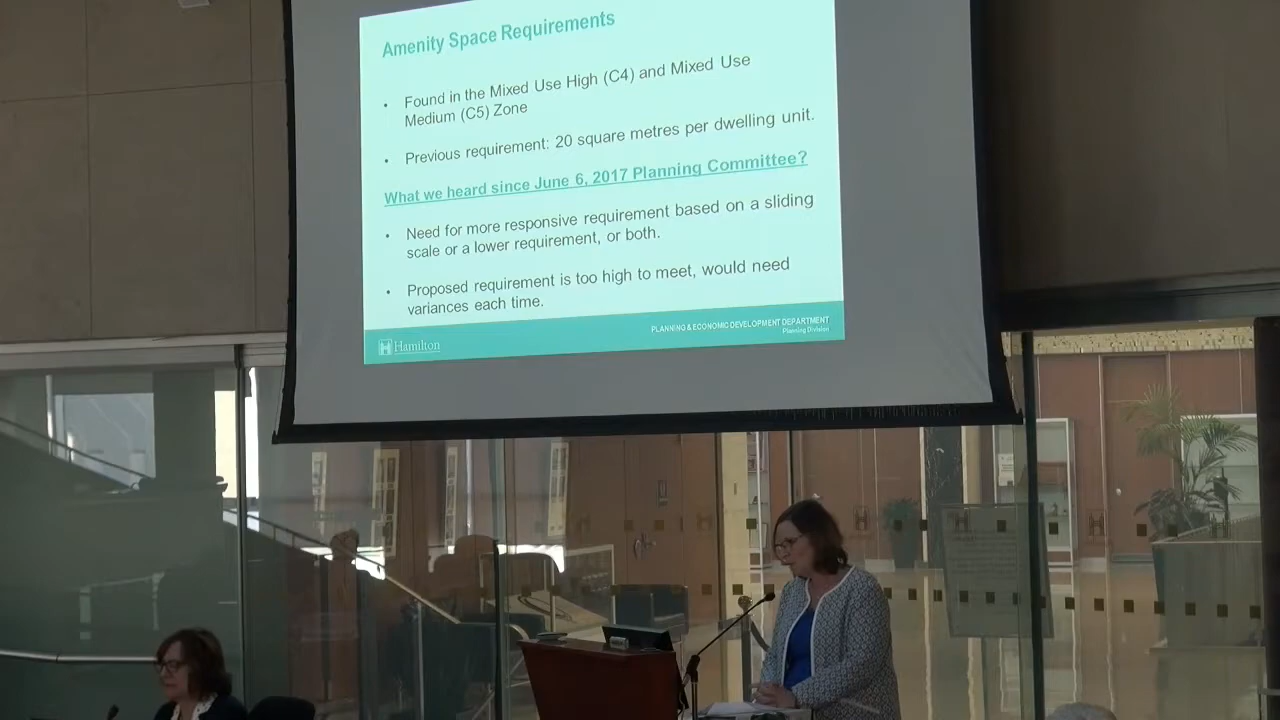 Amenity Space Requirements
• Found in the Mixed Use High (C4) and Mixed Use
Medium (C5) Zone
• Previous requirement: 20 square metres per dwelling unit.
What we heard since June 6, 2017 Planning Committee?
• Need for more responsive requirement based on a sliding
scale or a lower requirement, or both.
• Proposed requirement is too high to meet, would need
variances each time.
PLANNING & ECONOMIC DEVELOPMENT DEPARTMENT
Planning Division
Hamilton